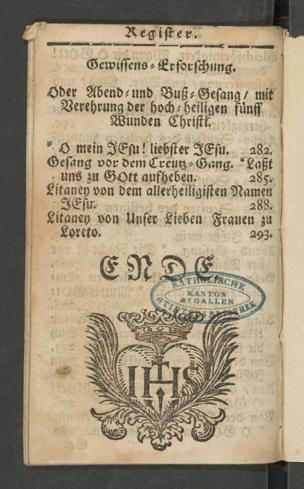 Register.
Gewissens-Erforschung.
Oder Abend- und Buß-Gesang / mit
Verehrung der hoch-heiligen fünff
Wunden Christi.
* O mein JEsu! liebster JEsu. 282.
Gesang vor dem Creutz-Gang. *Laßt
uns zu GOtt aufheben. 285.
Litaney von dem allerheiligisten Namen
JEsu. 288.
Litaney von Unser Lieben Frauen zu
Loreto. 293.
ENDE
KATHOLISCHE
KANTON
ST GALLEN
IHS